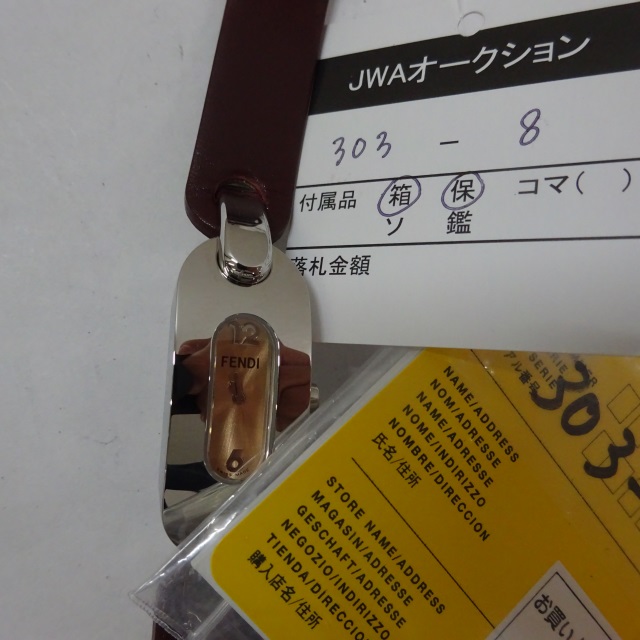 JWAオークション
303 - 8
付属品 箱 保 コマ( )
ソ 鑑
落札金額
12
FENDI
6
303
NAME/ADDRESS
NOM/ADRESSE
NAME/ADRESSE
NOME/INDIRIZZO
NOMBRE/DIRECCION
氏名/住所
STORE NAME/ADDRESS
MAGASIN/ADRESSE
GESCHAFT/ADRESSE
NEGOZIO/INDIRIZZO
TIENDA/DIRECCION
購入店名/住所
お買い